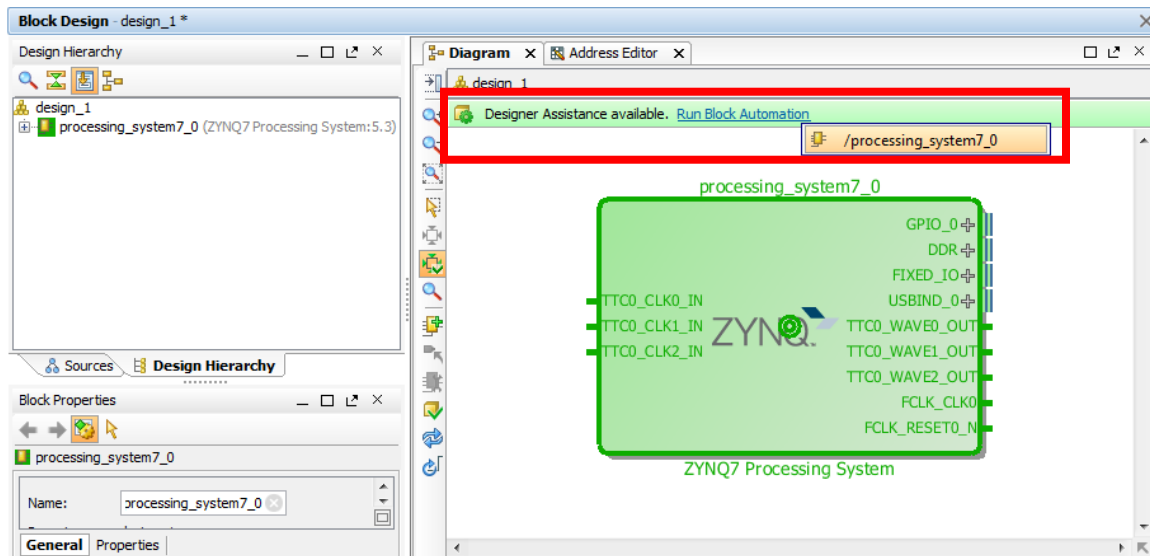 Block Design - design_1 *
Design Hierarchy
design_1
processing_system7_0 (ZYNQ7 Processing System:5.3)
Sources
Design Hierarchy
Block Properties
processing_system7_0
Name:
processing_system7_0
General
Properties
Diagram
Address Editor
design_1
Designer Assistance available. Run Block Automation
/processing_system7_0
processing_system7_0
GPIO_0
DDR
FIXED_IO
USBIND_0
TTC0_CLK0_IN
TTC0_WAVE0_OUT
TTC0_CLK1_IN
ZYNQ
TTC0_WAVE1_OUT
TTC0_CLK2_IN
TTC0_WAVE2_OUT
FCLK_CLK0
FCLK_RESET0_N
ZYNQ7 Processing System